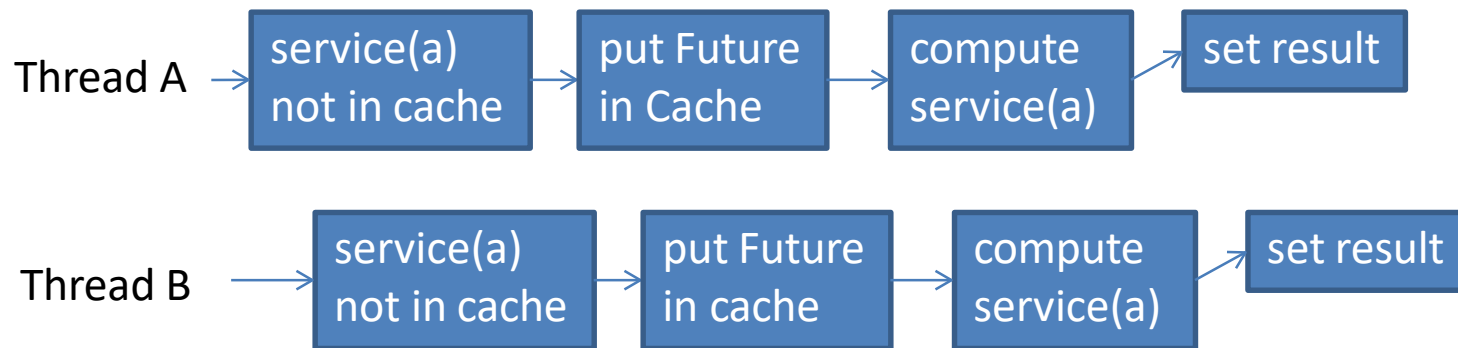 Thread A
service(a)
not in cache
put Future
in Cache
compute
service(a)
set result
Thread B
service(a)
not in cache
put Future
in cache
compute
service(a)
set result